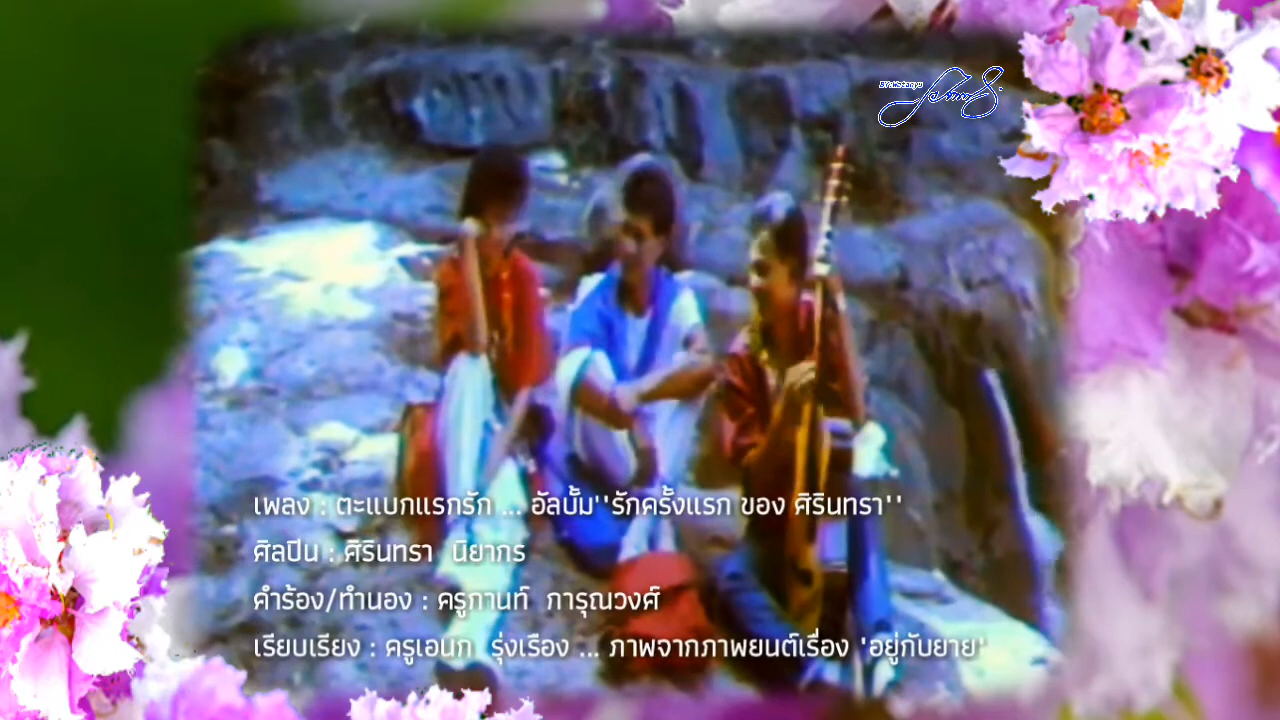 เพลง : ตะแบกแรกรัก ... อัลบั้ม''รักครั้งแรก ของ ศิรินทรา''
ศิลปิน : ศิรินทรา นิยากร
คำร้อง/ทำนอง : ครูกานท์ การุณวงศ์
เรียบเรียง : ครูเอนก รุ่งเรือง ... ภาพจากภาพยนต์เรื่อง 'อยู่กับยาย'